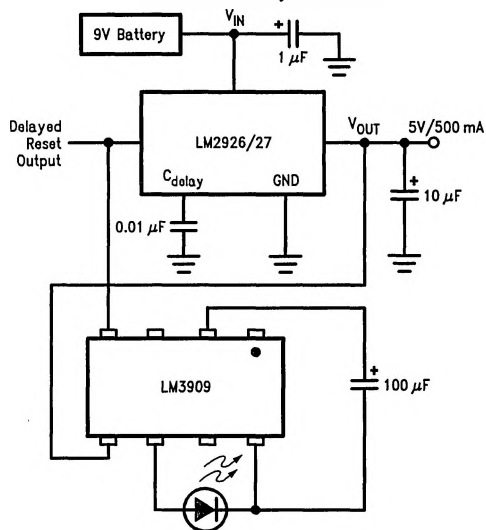 V_IN
9V Battery
+
1 μF
Delayed
Reset
Output
LM2926/27
V_OUT
5V/500 mA
C_delay
GND
+
10 μF
0.01 μF
LM3909
+
100 μF